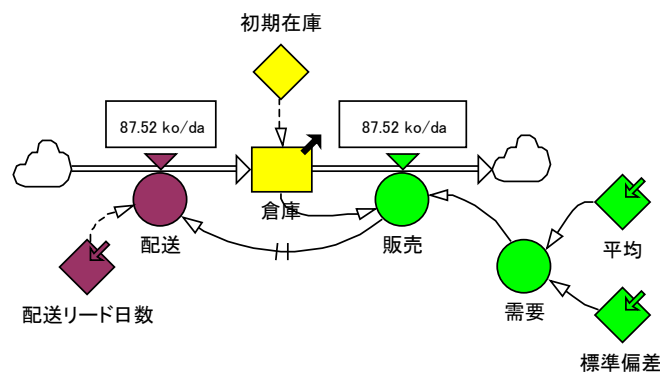 初期在庫
87.52 ko/da
87.52 ko/da
倉庫
配送
販売
平均
配送リード日数
需要
標準偏差